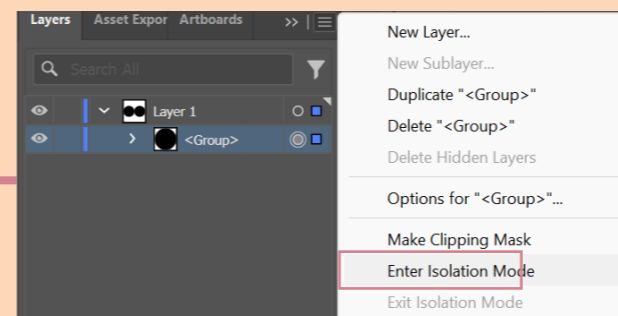 Layers Asset Expor Artboards
Search All
Layer 1
<Group>
New Layer...
New Sublayer...
Duplicate "<Group>"
Delete "<Group>"
Delete Hidden Layers
Options for "<Group>"...
Make Clipping Mask
Enter Isolation Mode
Exit Isolation Mode